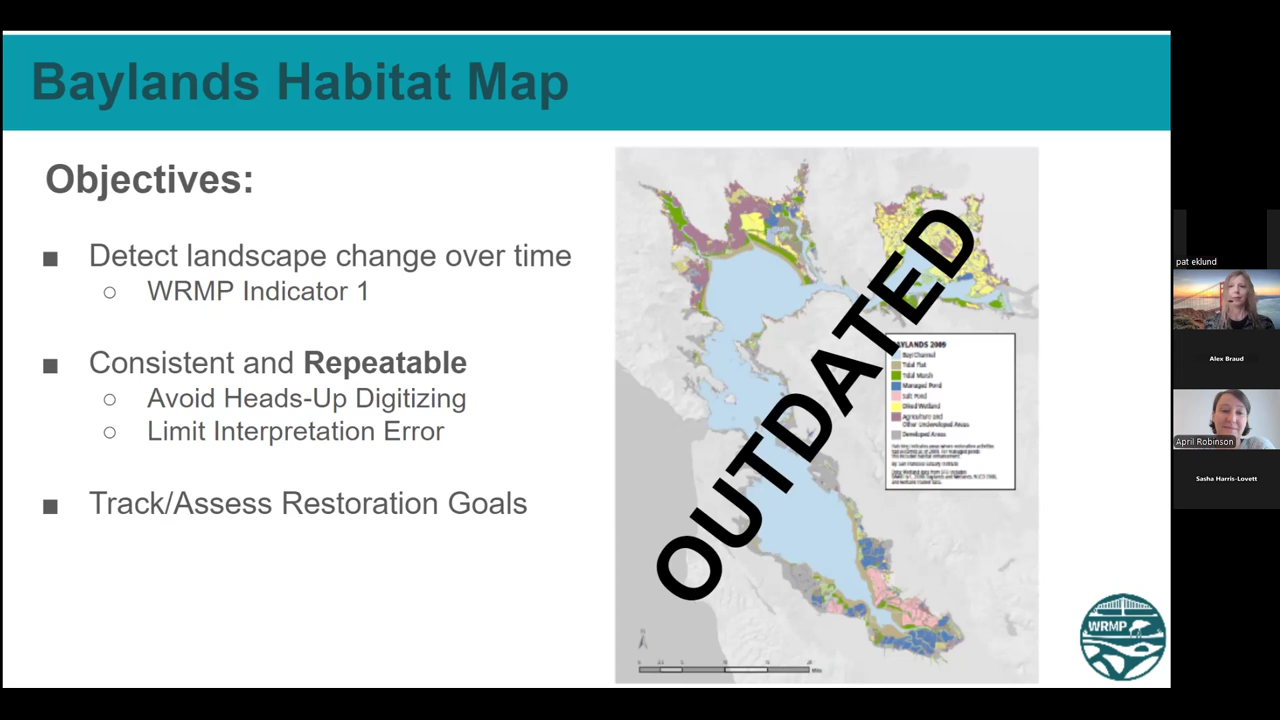 Baylands Habitat Map
Objectives:
■ Detect landscape change over time
○ WRMP Indicator 1
■ Consistent and Repeatable
○ Avoid Heads-Up Digitizing
○ Limit Interpretation Error
■ Track/Assess Restoration Goals
OUTDATED
AYLANDS 2009
Bay/Channel
Tidal Flat
Tidal Marsh
Managed Pond
Salt Pond
Diked Wetland
Agriculture and
Other Undeveloped Areas
Developed Areas
N
WRMP
pat eklund
Alex Braud
April Robinson
Sasha Harris-Lovett